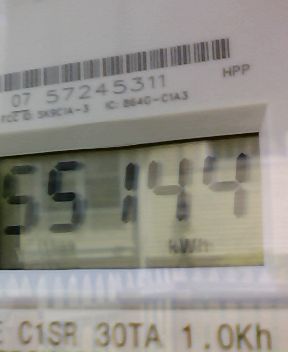 HPP
07 57245311
FCC ID: SK9C1A-3 IC: 864G-C1A3
55144
kWh
E C1SR 30TA 1.0Kh